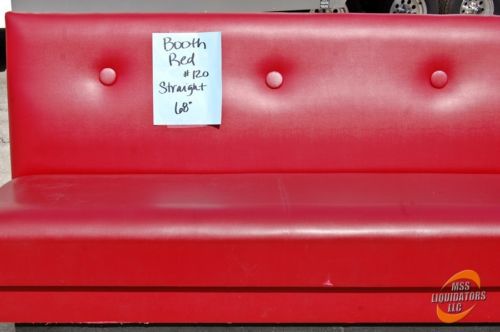 Booth
Red
#120
Straight
68"
MSS
LIQUIDATORS
LLC